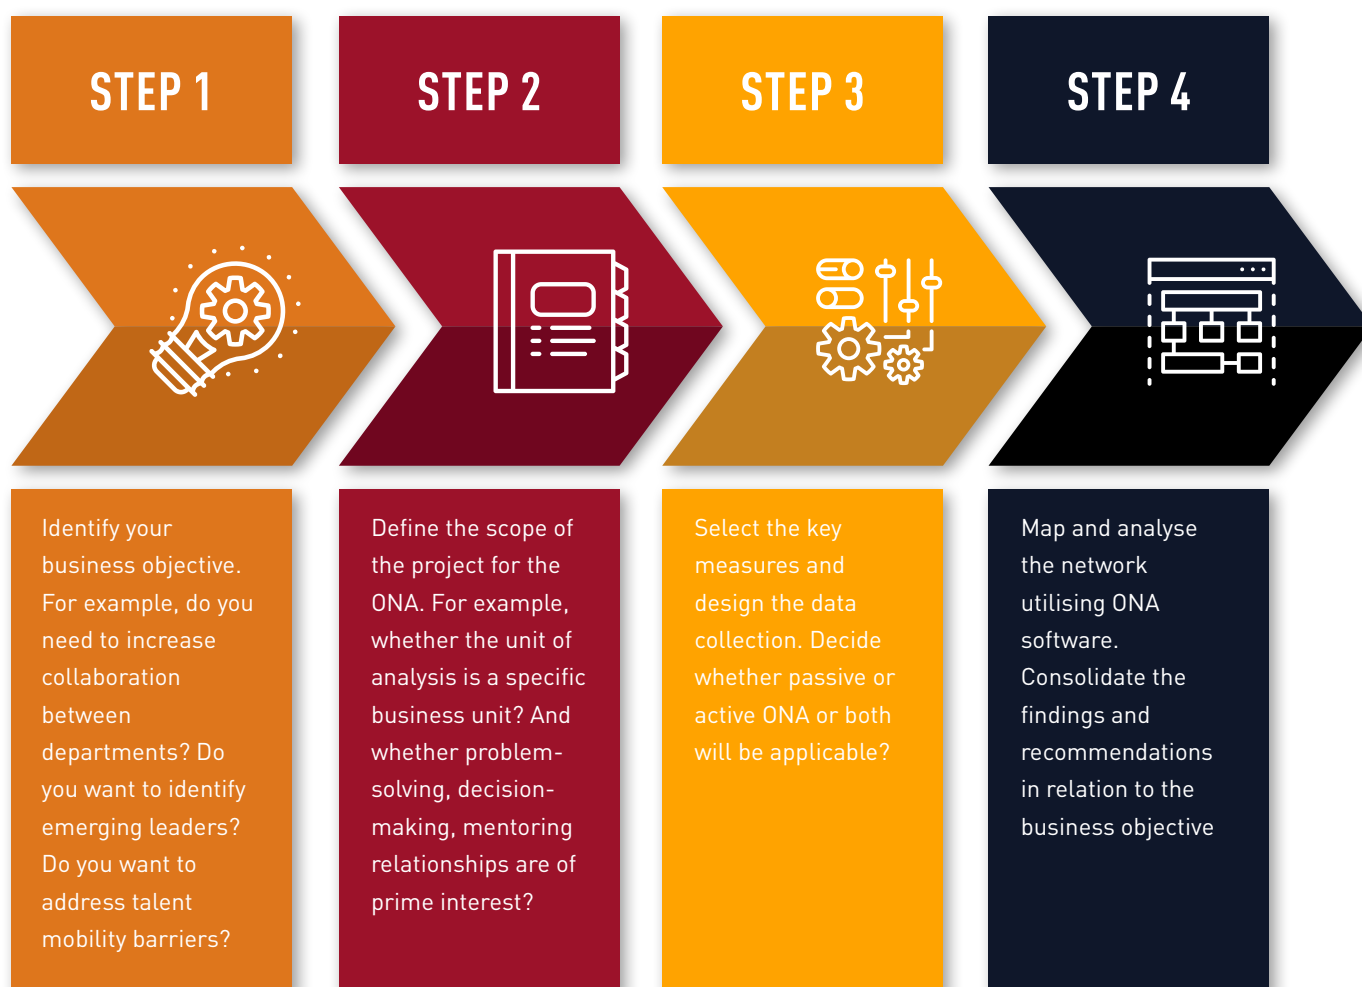 STEP 1
STEP 2
STEP 3
STEP 4
Identify your
business objective.
For example, do you
need to increase
collaboration
between
departments? Do
you want to identify
emerging leaders?
Do you want to
address talent
mobility barriers?
Define the scope of
the project for the
ONA. For example,
whether the unit of
analysis is a specific
business unit? And
whether problem-
solving, decision-
making, mentoring
relationships are of
prime interest?
Select the key
measures and
design the data
collection. Decide
whether passive or
active ONA or both
will be applicable?
Map and analyse
the network
utilising ONA
software.
Consolidate the
findings and
recommendations
in relation to the
business objective